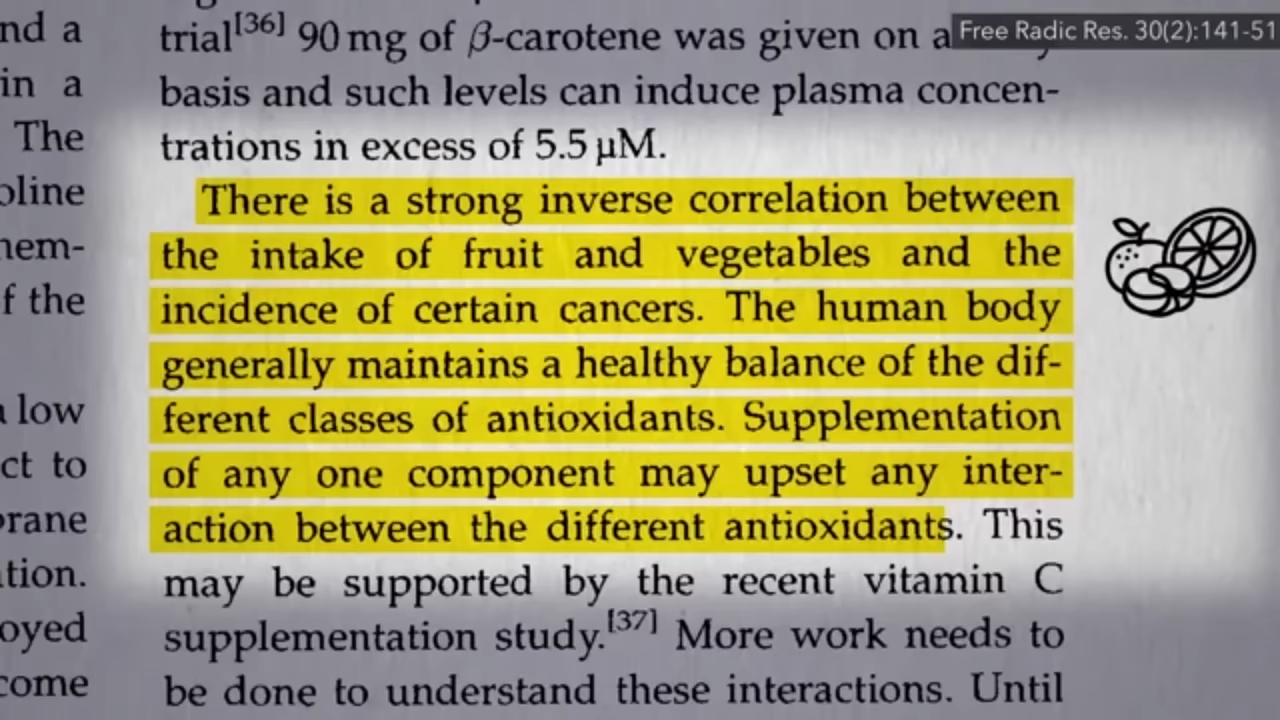 Free Radic Res. 30(2):141-51
nd a
in a
The
oline
nem-
f the
low
ct to
rane
tion.
oyed
come
trial[36] 90 mg of β-carotene was given on a
basis and such levels can induce plasma concen-
trations in excess of 5.5 μM.
There is a strong inverse correlation between
the intake of fruit and vegetables and the
incidence of certain cancers. The human body
generally maintains a healthy balance of the dif-
ferent classes of antioxidants. Supplementation
of any one component may upset any inter-
action between the different antioxidants. This
may be supported by the recent vitamin C
supplementation study.[37] More work needs to
be done to understand these interactions. Until